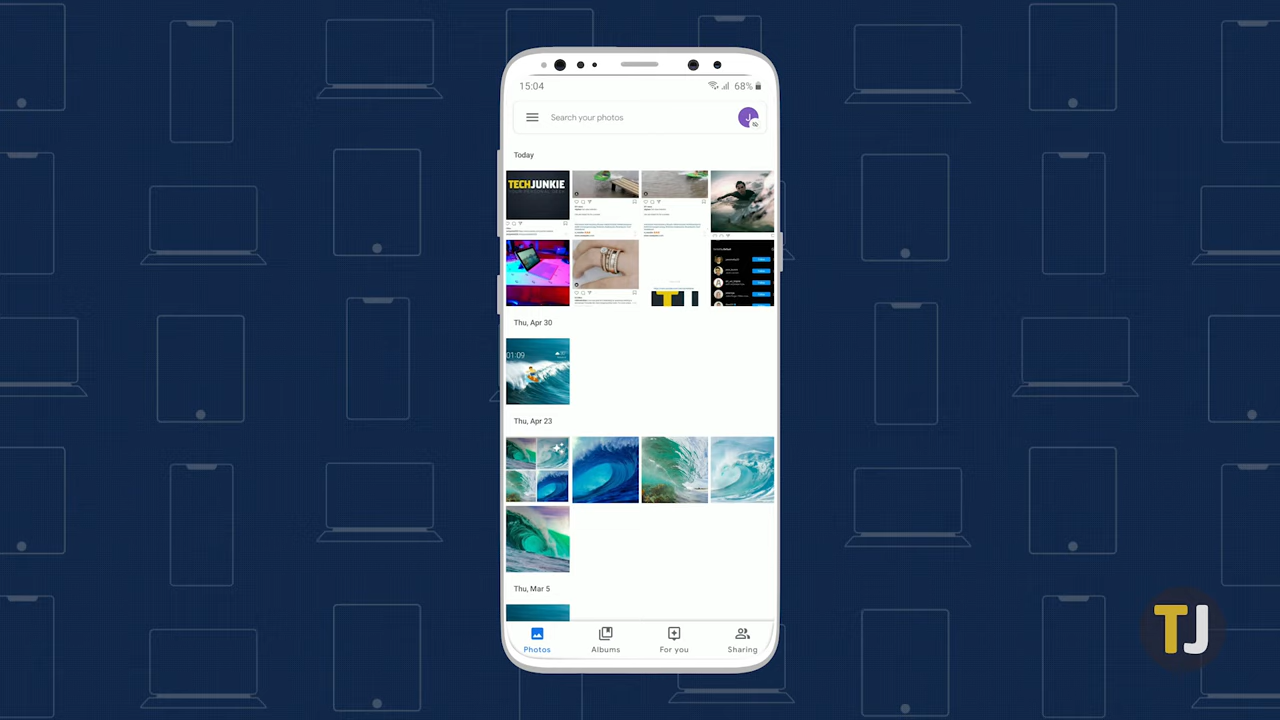 15:04
68%
Search your photos
J
Today
TECHJUNKIE
Thu, Apr 30
01:09
Thu, Apr 23
Thu, Mar 5
Photos Albums For you Sharing
TJ